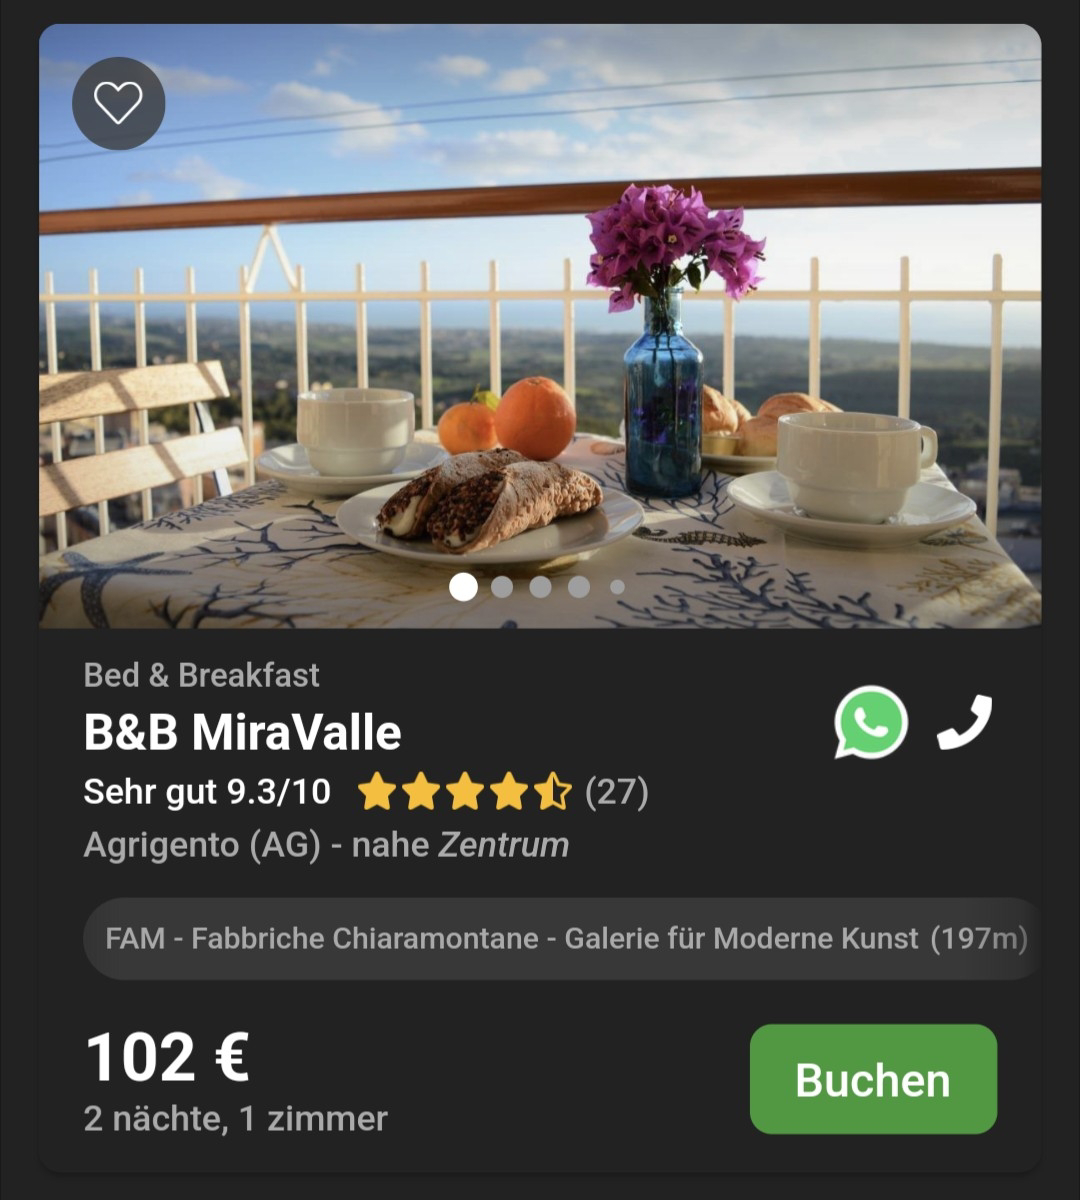 Bed & Breakfast
B&B MiraValle
Sehr gut 9.3/10 (27)
Agrigento (AG) - nahe Zentrum
FAM - Fabbriche Chiaramontane - Galerie für Moderne Kunst (197m)
102 €
2 nächte, 1 zimmer
Buchen